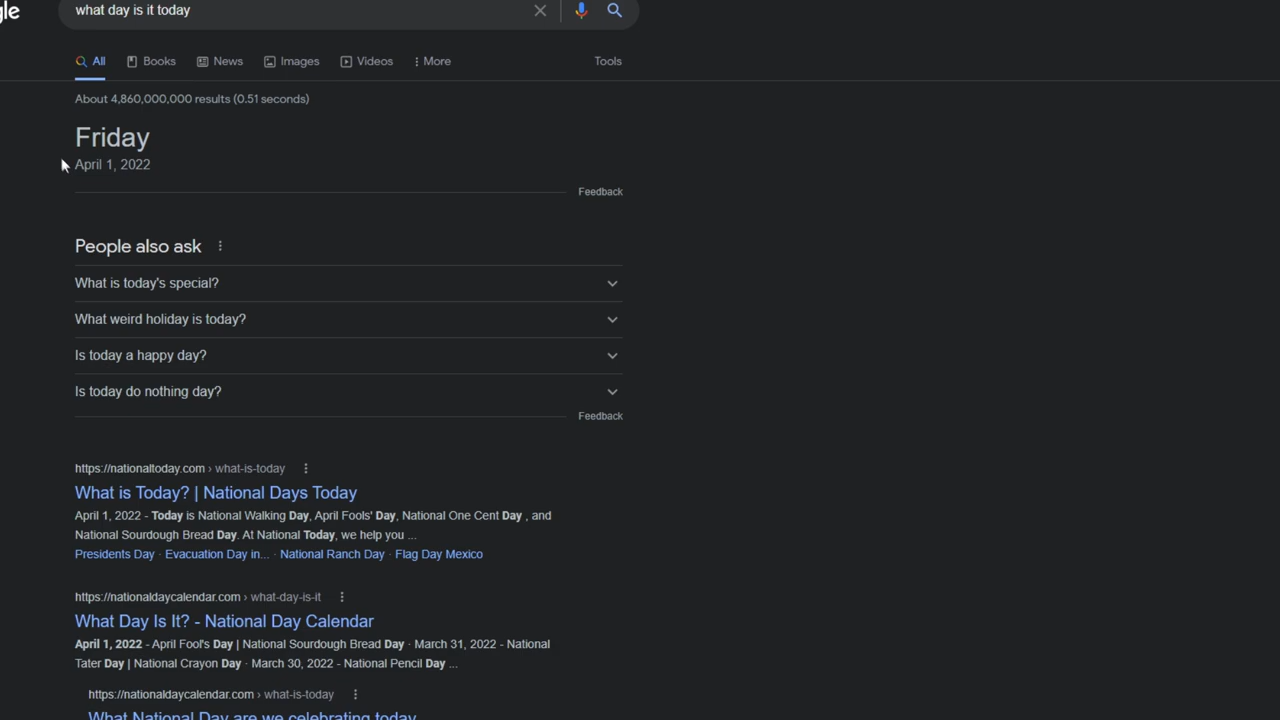 gle
what day is it today
All Books News Images Videos More Tools
About 4,860,000,000 results (0.51 seconds)
Friday
April 1, 2022
Feedback
People also ask
What is today's special?
What weird holiday is today?
Is today a happy day?
Is today do nothing day?
Feedback
https://nationaltoday.com › what-is-today
What is Today? | National Days Today
April 1, 2022 - Today is National Walking Day, April Fools' Day, National One Cent Day , and
National Sourdough Bread Day. At National Today, we help you ...
Presidents Day · Evacuation Day in... · National Ranch Day · Flag Day Mexico
https://nationaldaycalendar.com › what-day-is-it
What Day Is It? - National Day Calendar
April 1, 2022 - April Fool's Day | National Sourdough Bread Day · March 31, 2022 - National
Tater Day | National Crayon Day · March 30, 2022 - National Pencil Day ...
https://nationaldaycalendar.com › what-is-today
What National Day are we celebrating today